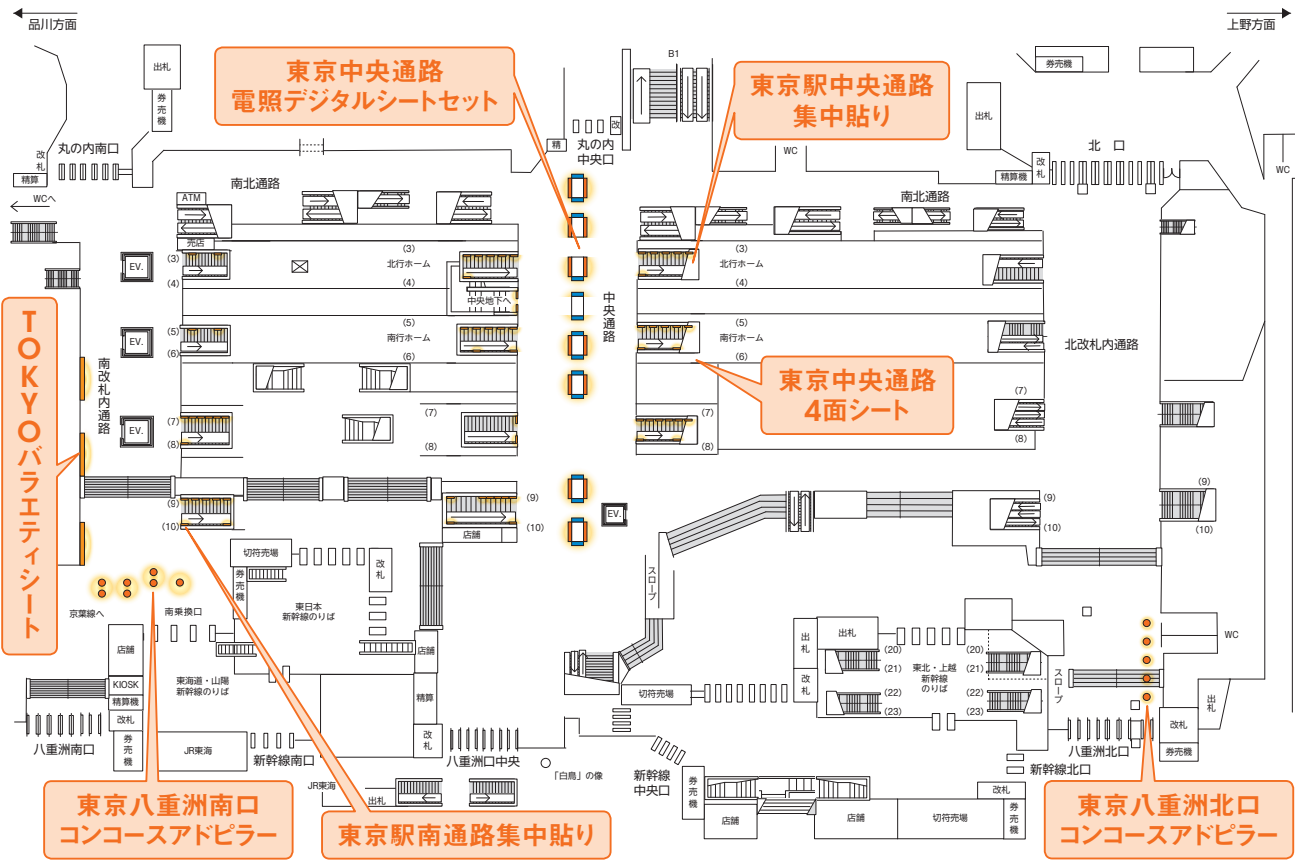 品川方面
上野方面
東京中央通路
電照デジタルシートセット
東京駅中央通路
集中貼り
B1
出札
券売機
改札
精算
丸の内南口
WCへ
ATM
売店
南北通路
精
改
丸の内
中央口
WC
券売機
出札
精算機
改札
北 口
WC
南北通路
EV.
(3)
(4)
(3)
北行ホーム
(4)
中央地下へ
(3)
北行ホーム
(4)
中央通路
EV.
(5)
(6)
(5)
南行ホーム
(6)
(5)
南行ホーム
(6)
北改札内通路
TOKYOバラエティシート
南改札内通路
東京中央通路
4面シート
EV.
(7)
(8)
(7)
(8)
(7)
(8)
(7)
(8)
(9)
(10)
(9)
(10)
店舗
EV.
(9)
(10)
(9)
(10)
切符売場
券売機
改札
東日本
新幹線のりば
京葉線へ
南乗換口
店舗
KIOSK
精算機
改札
券売機
東海道・山陽
新幹線のりば
店舗
精算
改札
JR東海
八重洲南口
新幹線南口
八重洲口中央
JR東海
出札
「白鳥」の像
スロープ
切符売場
出札
改札
出札
(20)
(21)
(22)
(23)
東北・上越
新幹線
のりば
(20)
(21)
(22)
(23)
スロープ
WC
出札
改札
券売機
八重洲北口
新幹線北口
新幹線
中央口
券売機
店舗
店舗
切符売場
改札
券売機
東京八重洲南口
コンコースアドピラー
東京駅南通路集中貼り
東京八重洲北口
コンコースアドピラー